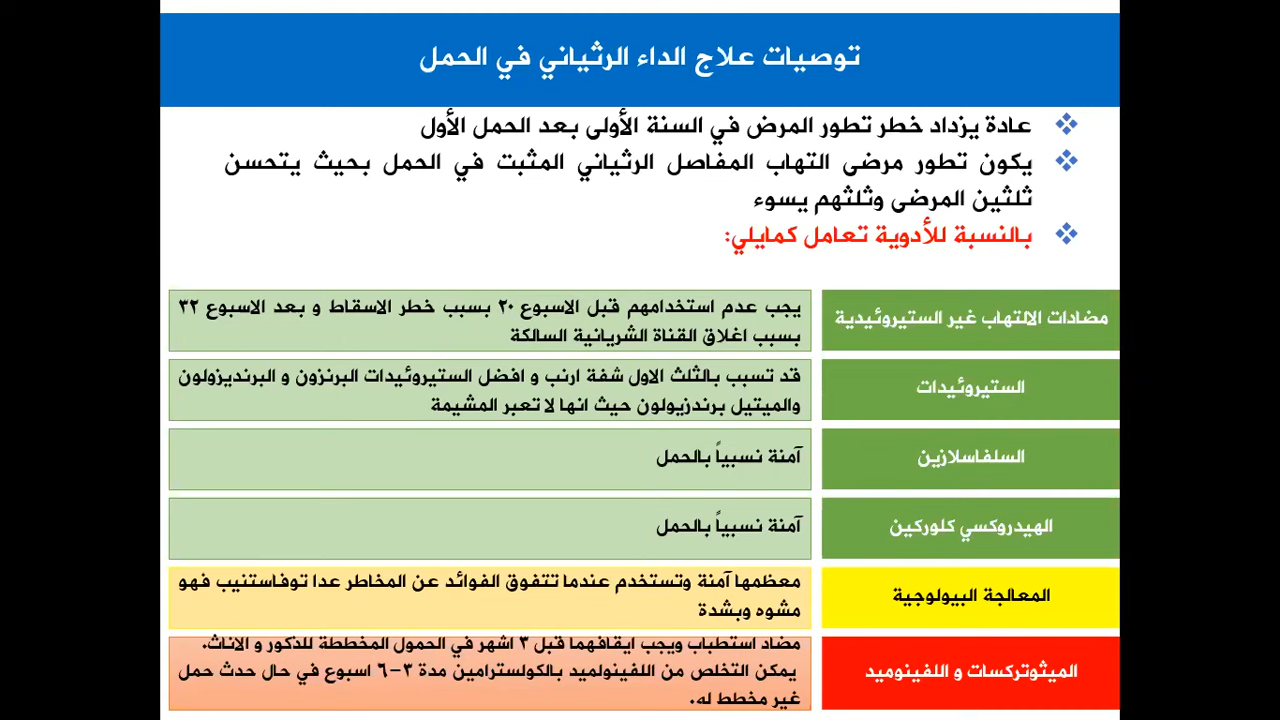 توصيات علاج الداء الرثياني في الحمل
عادة يزداد خطر تطور المرض في السنة الأولى بعد الحمل الأول
يكون تطور مرضى التهاب المفاصل الرثياني المثبت في الحمل بحيث يتحسن
ثلثين المرضى وثلثهم يسوء
بالنسبة للأدوية تعامل كمايلي:
مضادات الالتهاب غير الستيروئيدية
يجب عدم استخدامهم قبل الاسبوع ٢٠ بسبب خطر الاسقاط و بعد الاسبوع ٣٢
بسبب اغلاق القناة الشريانية السالكة
الستيروئيدات
قد تسبب بالثلث الاول شفة ارنب و افضل الستيروئيدات البرنزون و البرنديزولون
والميتيل برندزيولون حيث انها لا تعبر المشيمة
السلفاسلازين
آمنة نسبياً بالحمل
الهيدروكسي كلوركين
آمنة نسبياً بالحمل
المعالجة البيولوجية
معظمها آمنة وتستخدم عندما تتفوق الفوائد عن المخاطر عدا توفاستنيب فهو
مشوه وبشدة
الميثوتركسات و اللفينوميد
مضاد استطباب ويجب ايقافهما قبل ٣ اشهر في الحمول المخططة للذكور و الاناث.
يمكن التخلص من اللفينولميد بالكولسترامين مدة ٣-٦ اسبوع في حال حدث حمل
غير مخطط له.